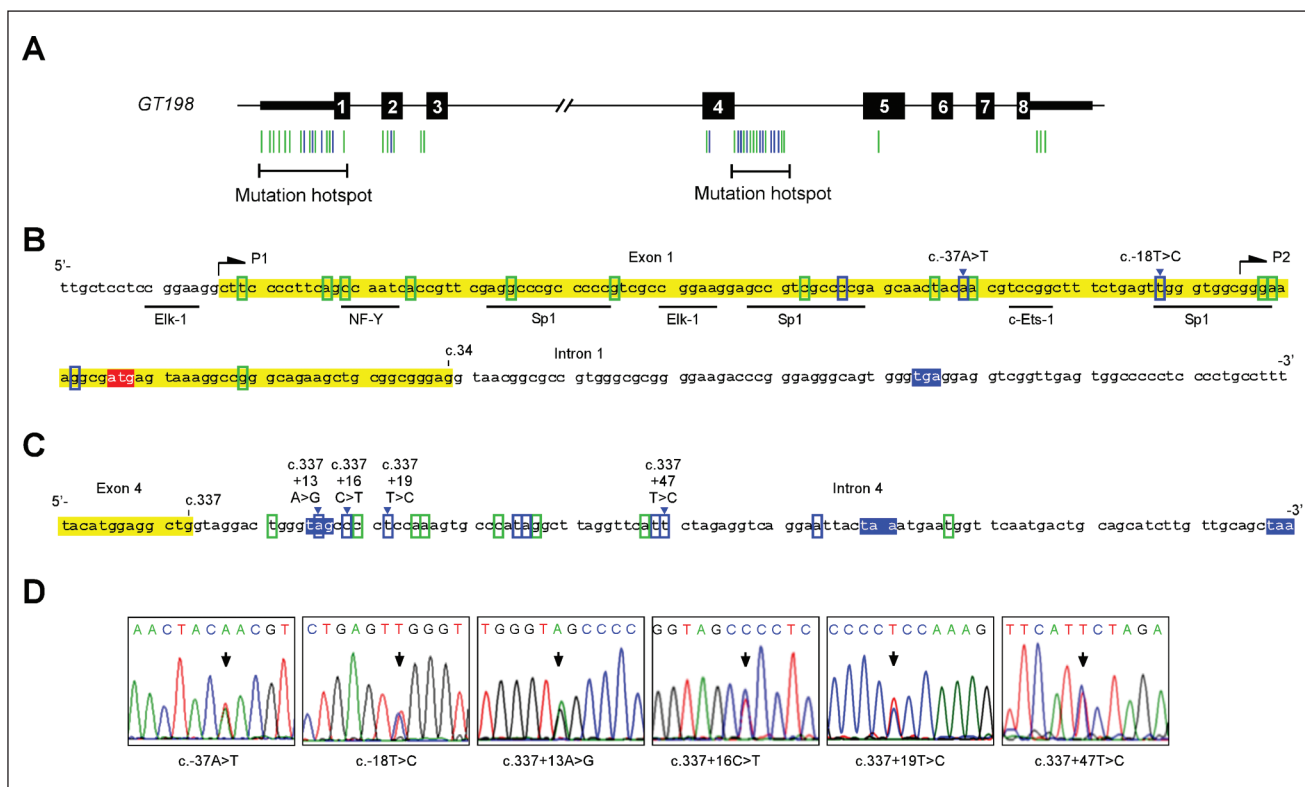 A
GT198
1 2 3 4 5 6 7 8
Mutation hotspot Mutation hotspot
B
5'- P1 Exon 1 c.-37A>T c.-18T>C P2
ttgctcctcc ggaaggcttc cccttcagcc aatcaccgtt cgaggcccgc ccccgtcgcc ggaaggagcc gtcgccccga gcaactacaa cgtccggctt tctgagttgg gtggcgggaa
Elk-1 NF-Y Sp1 Elk-1 Sp1 c-Ets-1 Sp1
c.34 Intron 1 -3'
aggcgatgag taaaggccgg gcagaagctg cggcgggagg taacggcgcc gtgggcgcgg ggaagacccg ggagggcagt gggtgaggag gtcggttgag tggccccctc ccctgccttt
C
5'- Exon 4 c.337 c.337 +13 A>G c.337 +16 C>T c.337 +19 T>C c.337 +47 T>C Intron 4 -3'
tacatggagg ctggtaggact gggtagcccc ctccaaagtgc ccataggctt aggttcatt ctagaggtca ggaattacta aatgaatggt tcaatgactg cagcatcttg ttgcagctaa
D
AACTACAACGT CTGAGTTGGGT TGGGTAGCCCC GGTAGCCCCTC CCCCTCCAAAG TTCATTCTAGA
c.-37A>T c.-18T>C c.337+13A>G c.337+16C>T c.337+19T>C c.337+47T>C